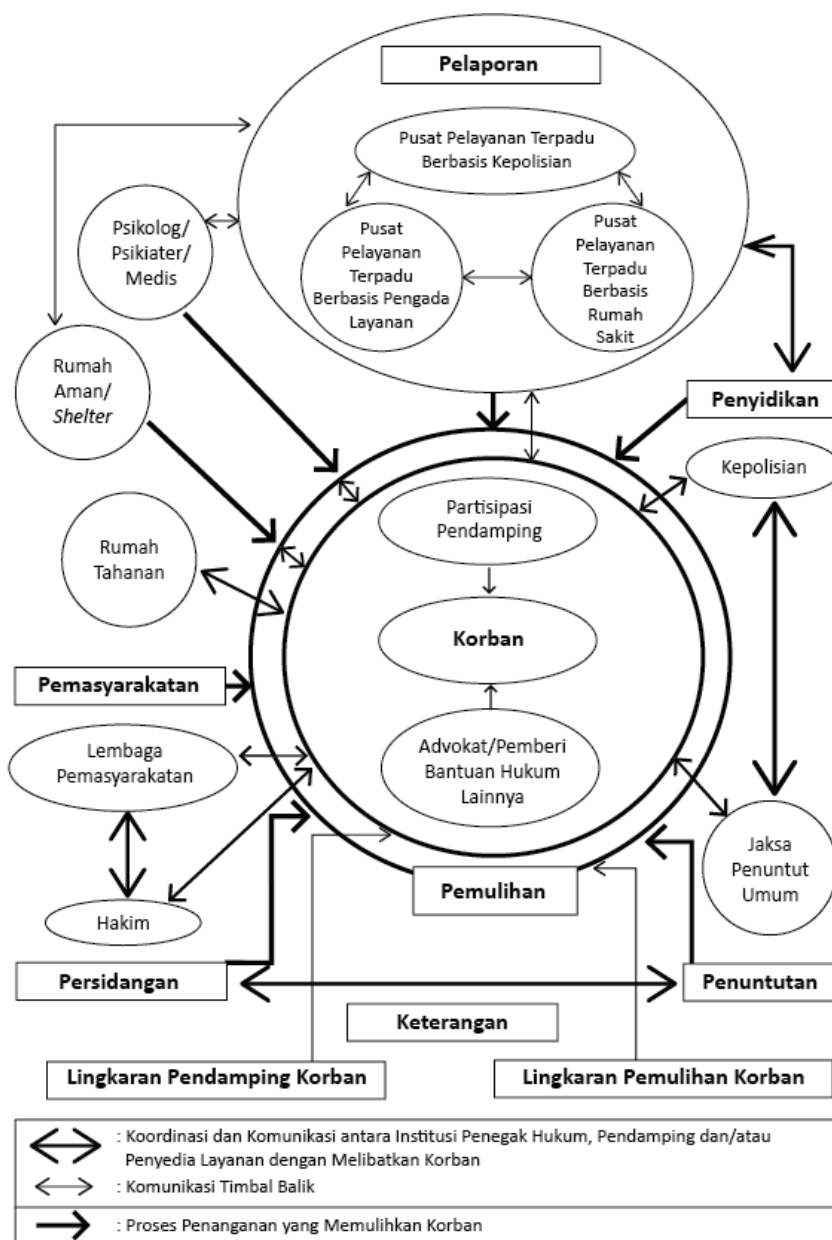 Pelaporan
Pusat Pelayanan Terpadu
Berbasis Kepolisian
Psikolog/
Psikiater/
Medis
Pusat
Pelayanan
Terpadu
Berbasis Pengada
Layanan
Pusat
Pelayanan
Terpadu
Berbasis
Rumah
Sakit
Rumah
Aman/
Shelter
Penyidikan
Kepolisian
Partisipasi
Pendamping
Rumah
Tahanan
Korban
Pemasyarakatan
Lembaga
Pemasyarakatan
Advokat/Pemberi
Bantuan Hukum
Lainnya
Jaksa
Penuntut
Umum
Pemulihan
Hakim
Persidangan
Penuntutan
Keterangan
Lingkaran Pendamping Korban
Lingkaran Pemulihan Korban
: Koordinasi dan Komunikasi antara Institusi Penegak Hukum, Pendamping dan/atau
Penyedia Layanan dengan Melibatkan Korban
: Komunikasi Timbal Balik
: Proses Penanganan yang Memulihkan Korban